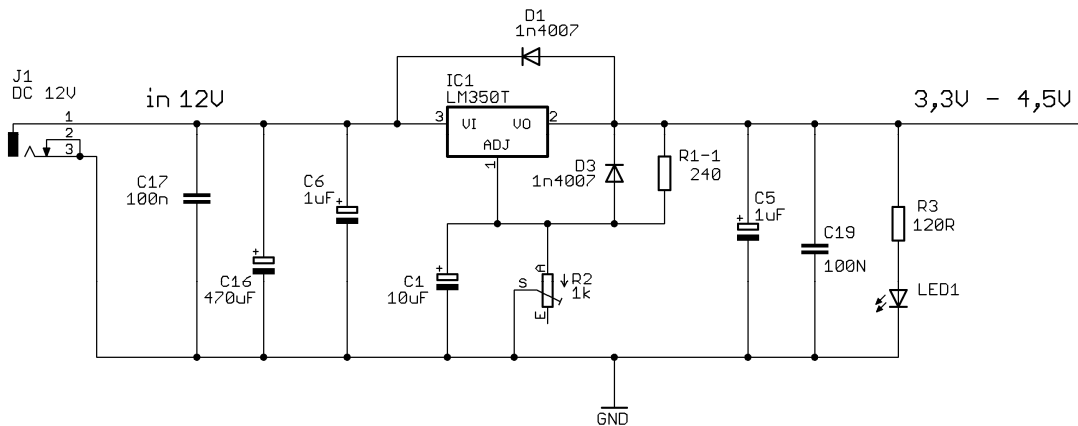 D1
1n4007
J1
DC 12V
in 12V
IC1
LM350T
3,3V - 4,5V
1
2
3
3
VI
VO
2
ADJ
1
D3
1n4007
R1-1
240
C17
100n
C6
+
1uF
C5
+
1uF
R3
120R
C19
100N
+
C16
470uF
+
C1
10uF
A
S
E
R2
1k
LED1
GND